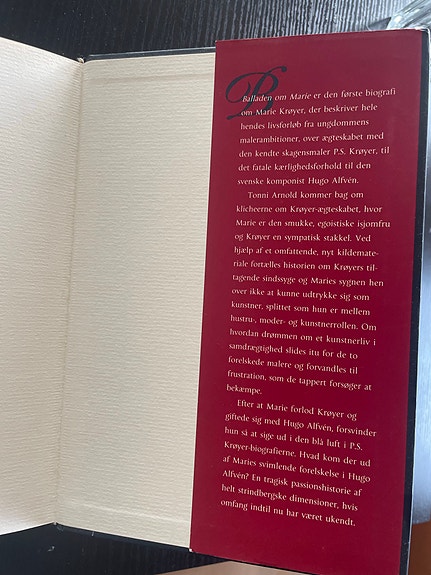 Balladen om Marie er den første biografi
om Marie Krøyer, der beskriver hele
hendes livsforløb fra ungdommens
malerambitioner, over ægteskabet med
den kendte skagensmaler P.S. Krøyer, til
det fatale kærlighedsforhold til den
svenske komponist Hugo Alfvén.
Tonni Arnold kommer bag om
klicheerne om Krøyer-ægteskabet, hvor
Marie er den smukke, egoistiske isjomfru
og Krøyer en sympatisk stakkel. Ved
hjælp af et omfattende, nyt kildemate-
riale fortælles historien om Krøyers til-
tagende sindssyge og Maries sygnen hen
over ikke at kunne udtrykke sig som
kunstner, splittet som hun er mellem
hustru-, moder- og kunstnerrollen. Om
hvordan drømmen om et kunstnerliv i
samdrægtighed slides itu for de to
forelskede malere og forvandles til
frustration, som de tappert forsøger at
bekæmpe.
Efter at Marie forlod Krøyer og
giftede sig med Hugo Alfvén, forsvinder
hun så at sige ud i den blå luft i P.S.
Krøyer-biografierne. Hvad kom der ud
af Maries svimlende forelskelse i Hugo
Alfvén? En tragisk passionshistorie af
helt strindbergske dimensioner, hvis
omfang indtil nu har været ukendt.